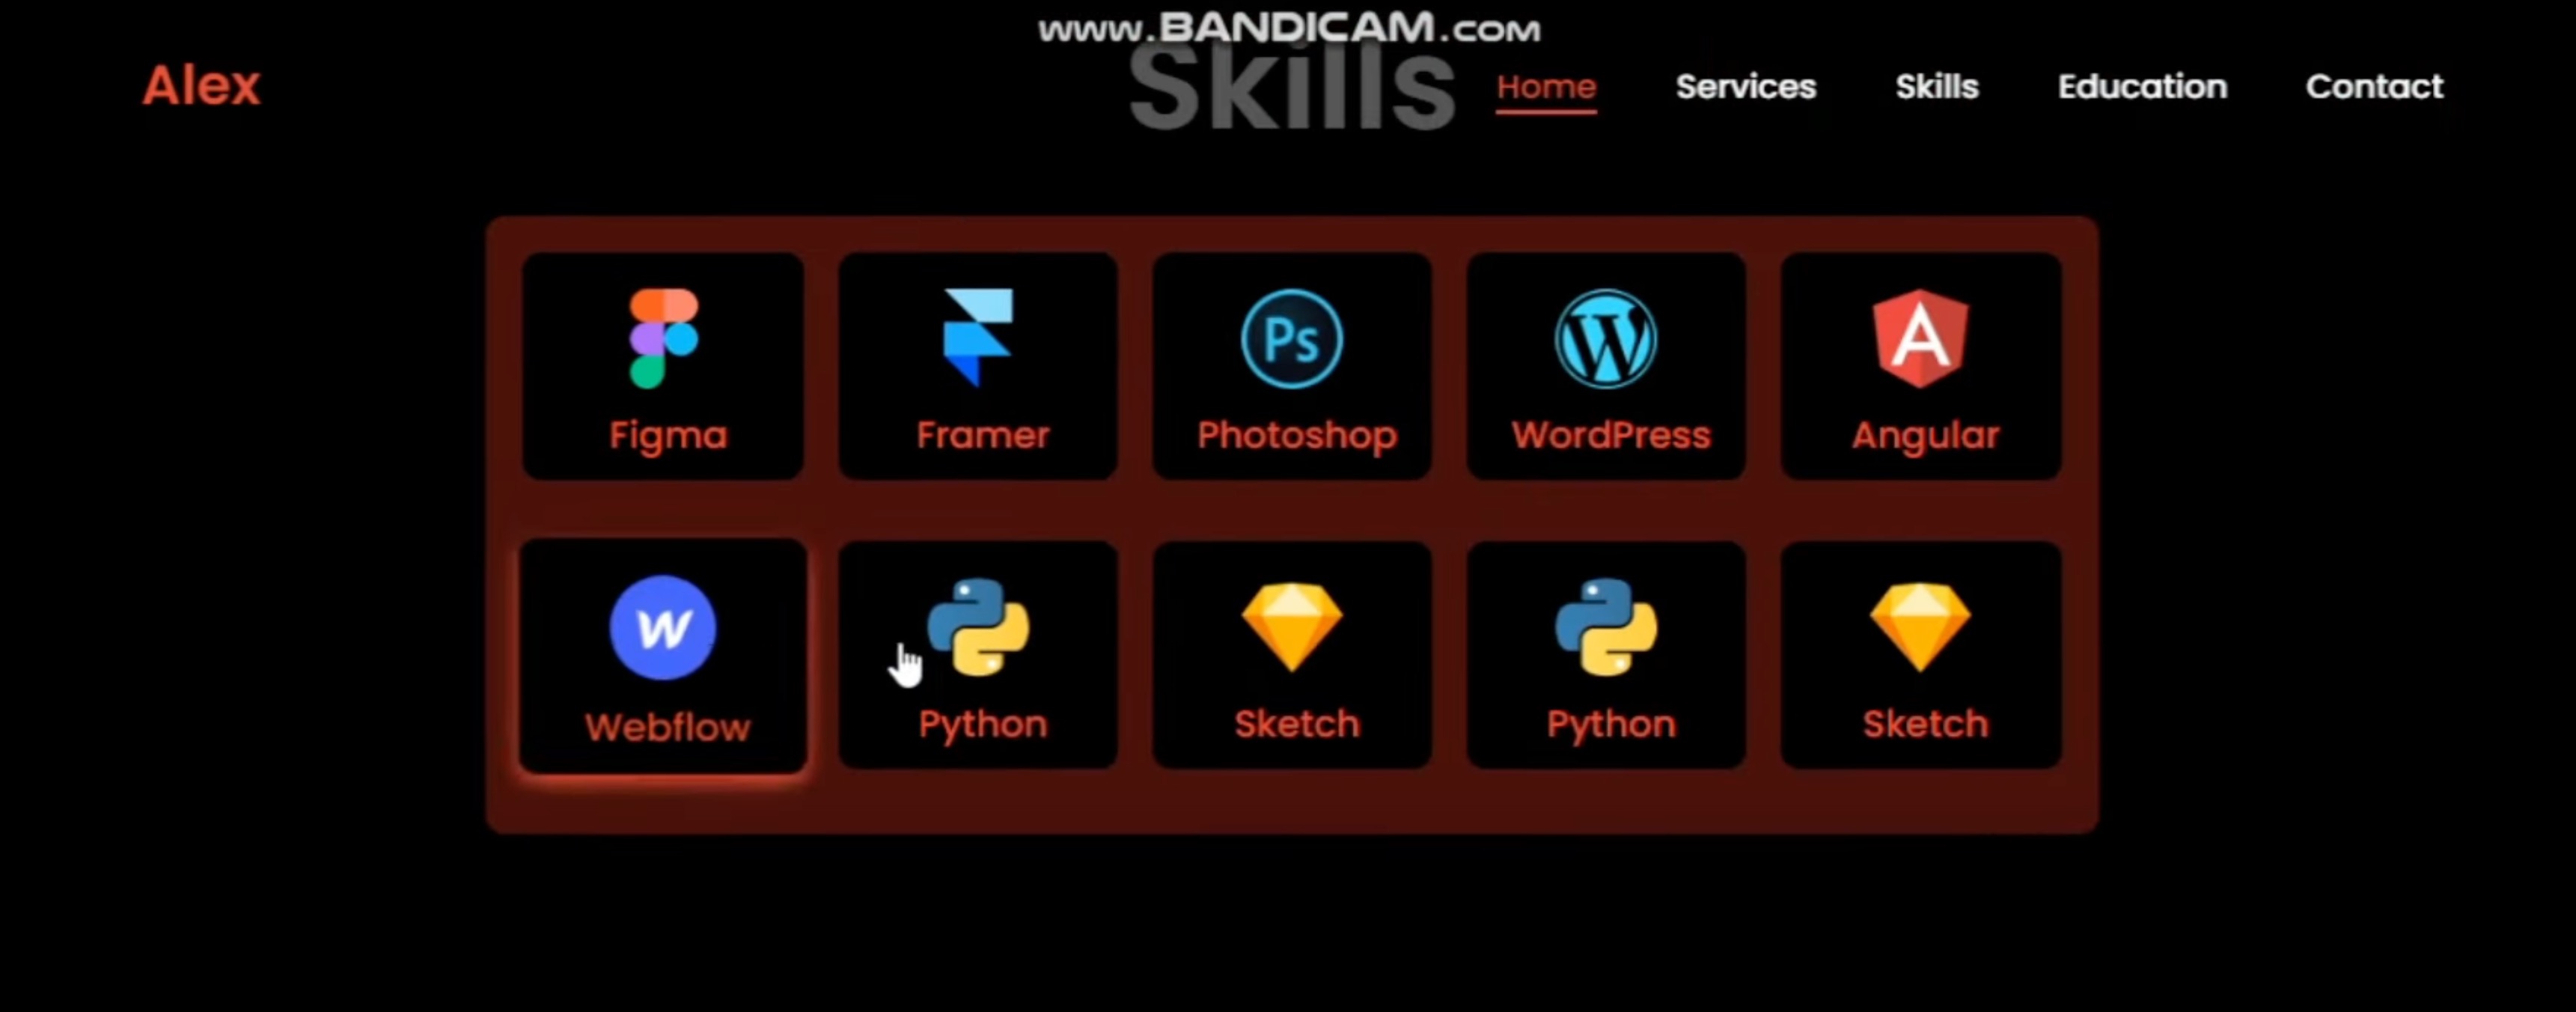 www.BANDICAM.com
Alex
Skills
Home Services Skills Education Contact
Ps
W
A
Figma Framer Photoshop WordPress Angular
W
Webflow Python Sketch Python Sketch